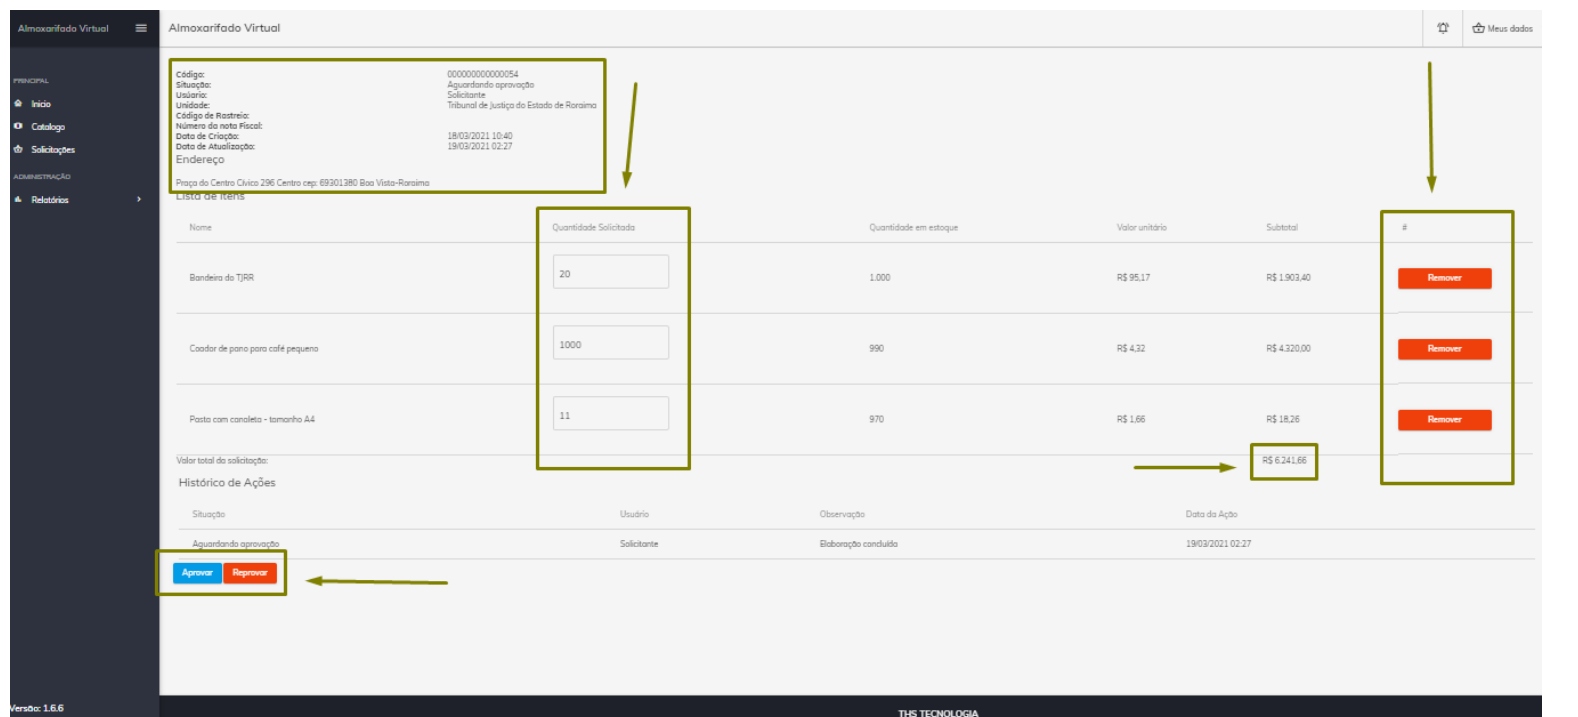 Almoxarifado Virtual
Almoxarifado Virtual
Meus dados
PRINCIPAL
Inicio
Catalogo
Solicitações
ADMINISTRAÇÃO
Relatórios
Código: 000000000000054
Situação: Aguardando aprovação
Usúario: Solicitante
Unidade: Tribunal de Justiça do Estado de Roraima
Código de Rastreio:
Número da nota Fiscal:
Data de Criação: 18/03/2021 10:40
Data de Atualização: 19/03/2021 02:27
Endereço
Praça do Centro Cívico 296 Centro cep: 69301380 Boa Vista-Roraima
Lista de Itens
Nome Quantidade Solicitada Quantidade em estoque Valor unitário Subtotal #
Bandeira do TJRR 20 1.000 R$ 95,17 R$ 1.903,40 Remover
Coador de pano para café pequeno 1000 990 R$ 4,32 R$ 4.320,00 Remover
Pasta com canaleta - tamanho A4 11 970 R$ 1,66 R$ 18,26 Remover
Valor total da solicitação: R$ 6.241,66
Histórico de Ações
Situação Usuário Observação Data da Ação
Aguardando aprovação Solicitante Elaboração concluída 19/03/2021 02:27
Aprovar Reprovar
Versão: 1.6.6
THS TECNOLOGIA